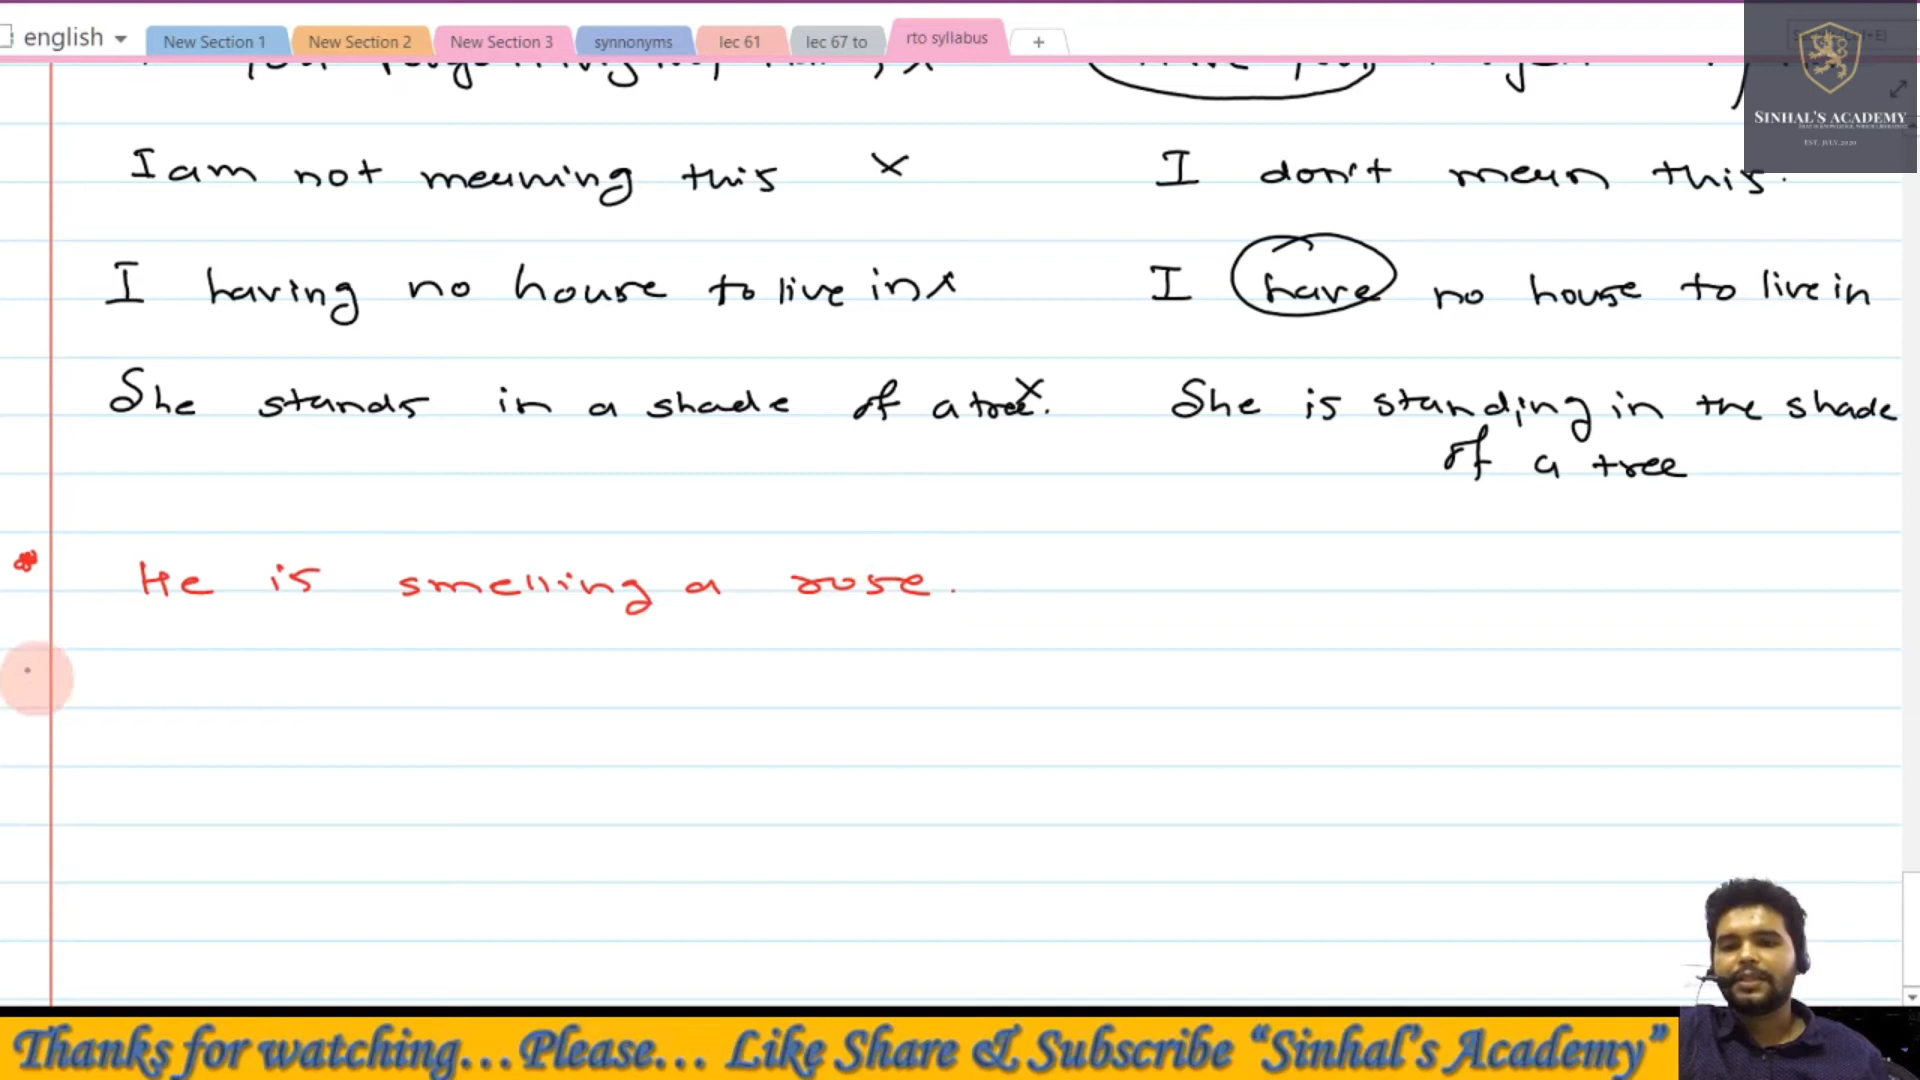 english
New Section 1 New Section 2 New Section 3 synnonyms lec 61 lec 67 to rto syllabus +
SINHAL'S ACADEMY
EST. JULY,2020
I am not meaning this x I don't mean this.
I having no house to live in x I have no house to live in
She stands in a shade of a tree. x She is standing in the shade
of a tree
* He is smelling a rose.
Thanks for watching...Please... Like Share & Subscribe “Sinhal's Academy”